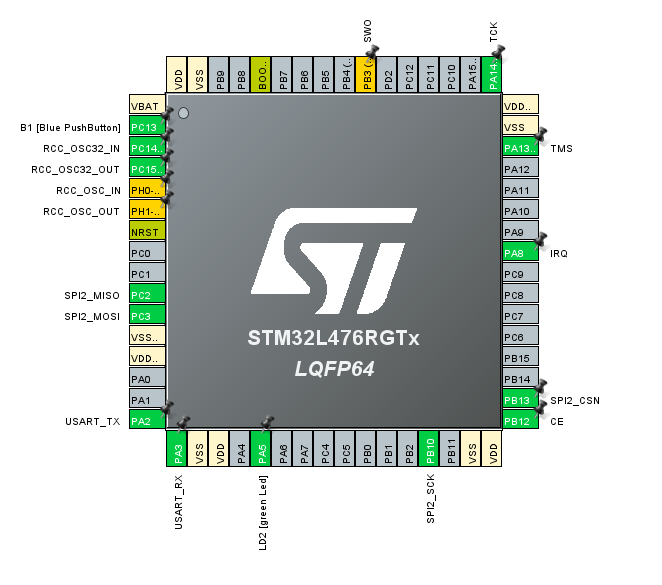 SWO
TCK
VDD
VSS
PB9
PB8
BOO..
PB7
PB6
PB5
PB4 (..
PB3 (..
PD2
PC12
PC11
PC10
PA15..
PA14..
VBAT
B1 [Blue PushButton] PC13
RCC_OSC32_IN PC14..
RCC_OSC32_OUT PC15..
RCC_OSC_IN PH0-..
RCC_OSC_OUT PH1-..
NRST
PC0
PC1
SPI2_MISO PC2
SPI2_MOSI PC3
VSS..
VDD..
PA0
PA1
USART_TX PA2
ST
STM32L476RGTx
LQFP64
VDD..
VSS
PA13.. TMS
PA12
PA11
PA10
PA9
PA8 IRQ
PC9
PC8
PC7
PC6
PB15
PB14
PB13 SPI2_CSN
PB12 CE
PA3
VSS
VDD
PA4
PA5
PA6
PA7
PC4
PC5
PB0
PB1
PB2
PB10
PB11
VSS
VDD
USART_RX
LD2 [green Led]
SPI2_SCK